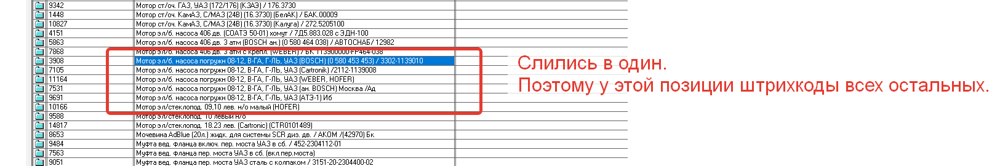 9342 Мотор ст/оч. ГАЗ, УАЗ (172/176) (КЗАЭ) / 176.3730
1448 Мотор ст/оч. КамАЗ, С/МАЗ (24В) (16.3730) (БелАК) / БАК.00009
10827 Мотор ст/оч. КамАЗ, С/МАЗ (24В) (16.3730) (Калуга) / 272.5205100
4151 Мотор эл/б. насоса 406 дв. (СОАТЭ 50-01) хомут / 7Д5.883.028 с ЭДН-100
5863 Мотор эл/б. насоса 406 дв. 3 атм (BOSCH ан.) (0 580 464 038) / АВТОСНАБ/ 12982
7868 Мотор эл/б. насоса 406 дв. 3 атм с крепл. (WEBER) / БК 113900000-FP464-038
3908 Мотор эл/б. насоса погружн 08-12, В-ГА, Г-ЛЬ, УАЗ (BOSCH) (0 580 453 453) / 3302-1139010
7105 Мотор эл/б. насоса погружн 08-12, В-ГА, Г-ЛЬ, УАЗ (Cartronik) /2112-1139008
11164 Мотор эл/б. насоса погружн 08-12, В-ГА, Г-ЛЬ, УАЗ (WEBER, HOFER)
7531 Мотор эл/б. насоса погружн 08-12, В-ГА, Г-ЛЬ, УАЗ (ан. BOSCH) Москва /Ад
9691 Мотор эл/б. насоса погружн 08-12, В-ГА, Г-ЛЬ, УАЗ (АТЭ-1) Иб
10166 Мотор эл/стеклопод. 09,10 лев. н/о малый (HOFER)
9588 Мотор эл/стеклопод. 10 левый н/о
14817 Мотор эл/стеклопод. 18.23 лев. (Cartronic) (CTR0101489)
8653 Мочевина AdBlue (20л.) жидк. для системы SCR диз. дв. / АКОМ /(42970) Бк
9484 Муфта вед. фланца включ. пер. моста УАЗ в сб. / 452-2304112-01
7563 Муфта вед. фланца пер. моста УАЗ в сб. (вкл.пер.моста)
9051 Муфта вед. фланца пер. моста УАЗ сталь с колпаком / 3151-20-2304400-02
Слились в один.
Поэтому у этой позиции штрихкоды всех остальных.